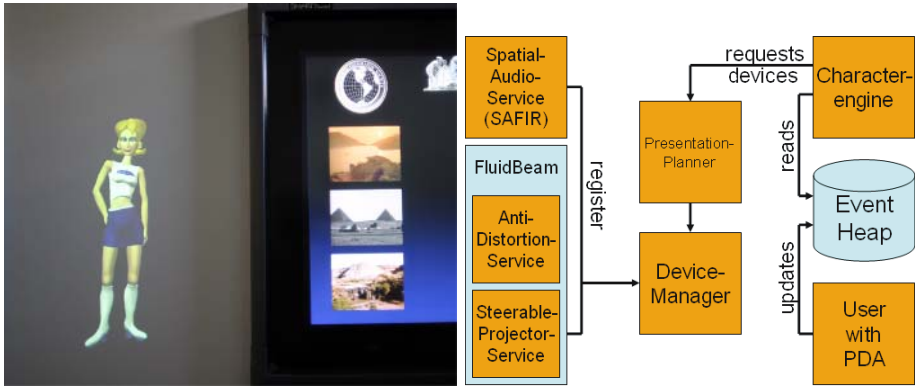 Spatial-
Audio-
Service
(SAFIR)
FluidBeam
Anti-
Distortion-
Service
Steerable-
Projector-
Service
register
requests
devices
Presentation-
Planner
Device-
Manager
Character-
engine
reads
Event
Heap
updates
User
with
PDA